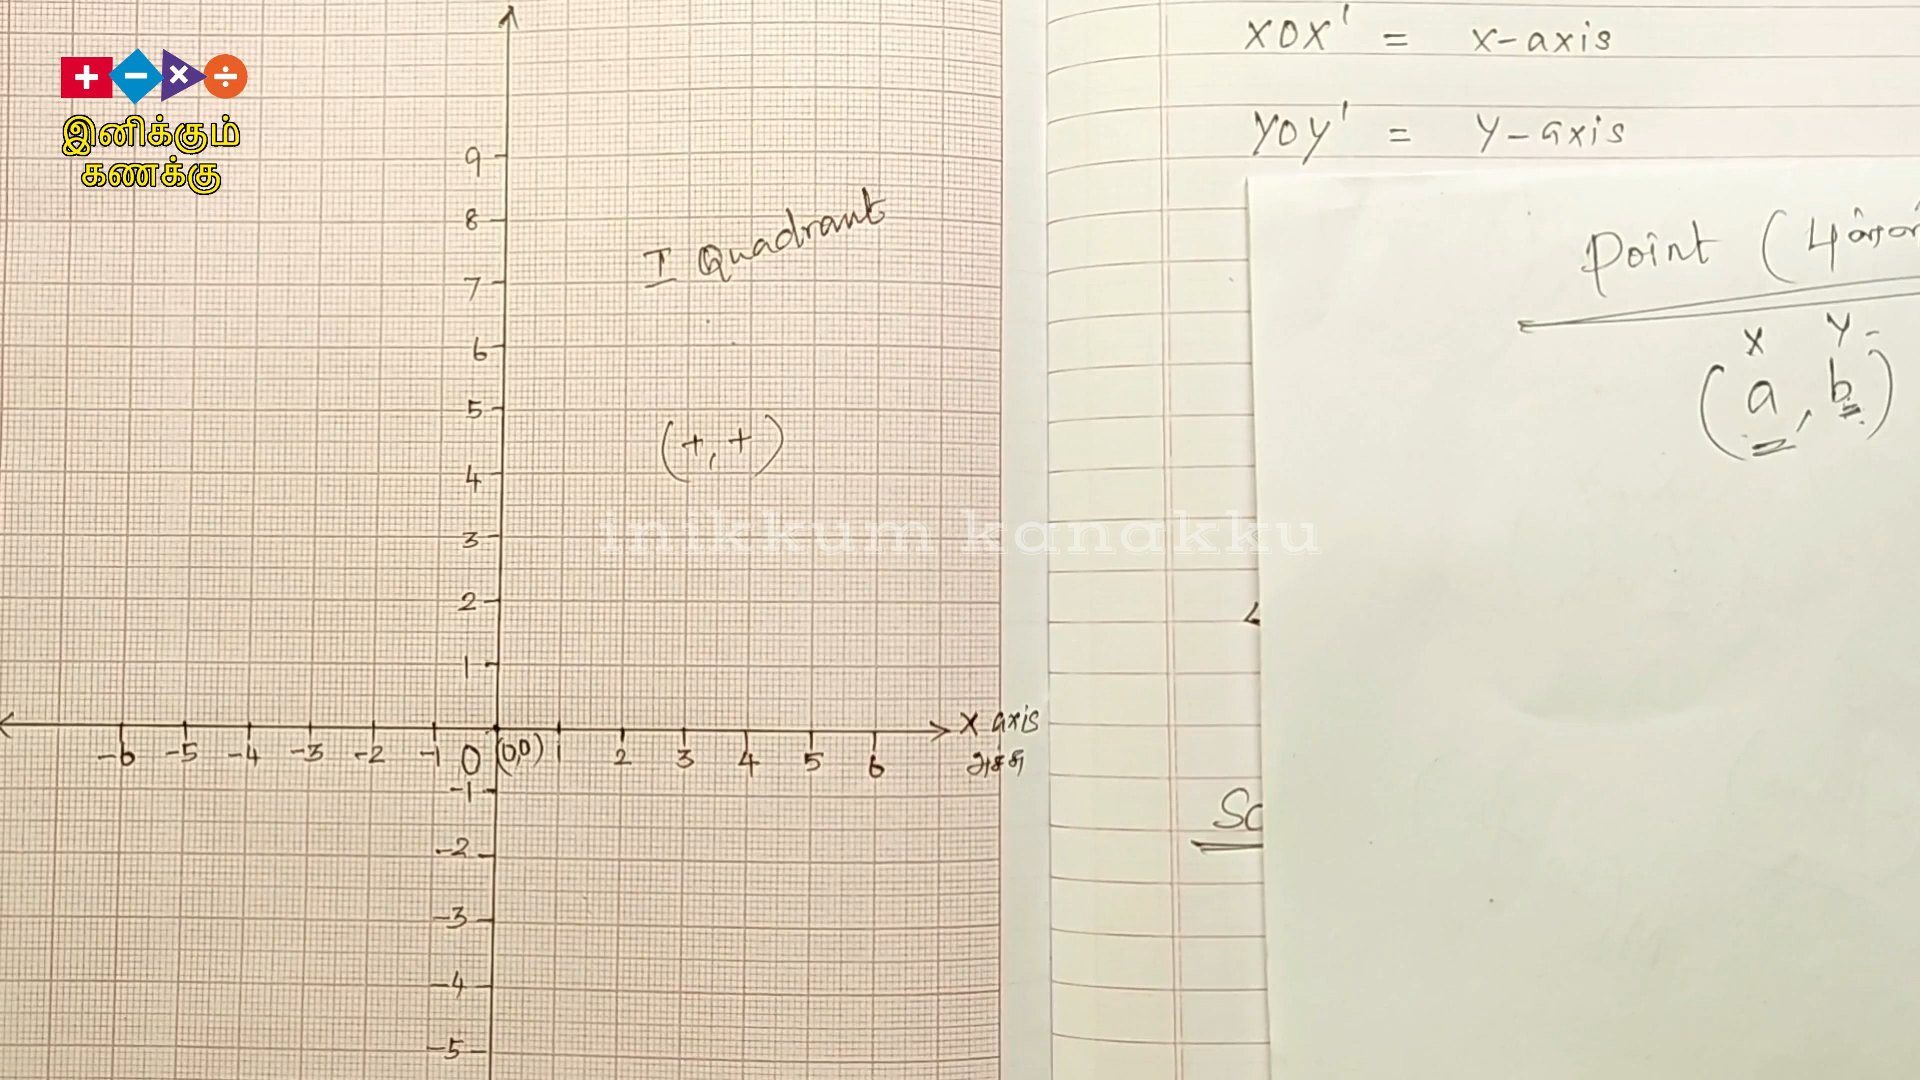 இனிக்கும்
கணக்கு
9
8
7
6
5
4
3
2
1
I Quadrant
(+, +)
inikkum kanakku
-6 -5 -4 -3 -2 -1 0 (0,0) 1 2 3 4 5 6
X axis
அச்சு
-1
-2
-3
-4
-5
XOX' = X-axis
YOY' = Y-axis
Point (
X Y
(a, b)